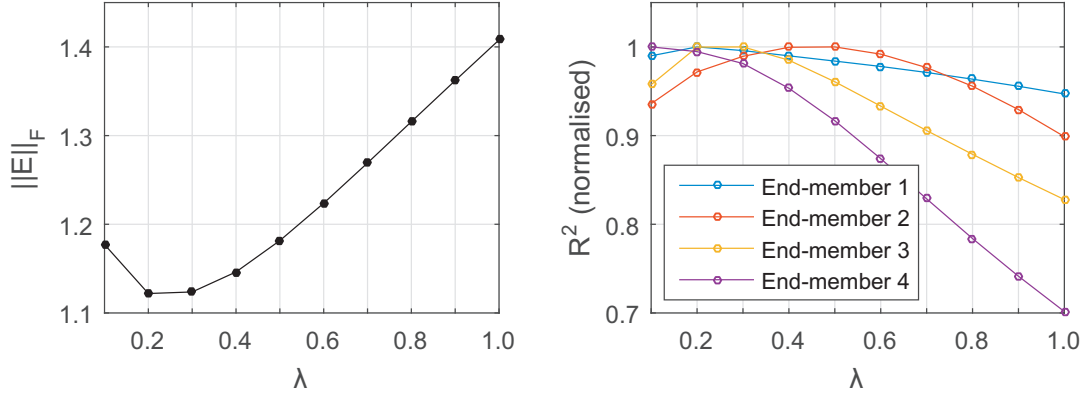 1.4
1.3
1.2
1.1
||E||F
0.2 0.4 0.6 0.8 1.0
λ
1
0.9
0.8
0.7
R² (normalised)
End-member 1
End-member 2
End-member 3
End-member 4
0.2 0.4 0.6 0.8 1.0
λ